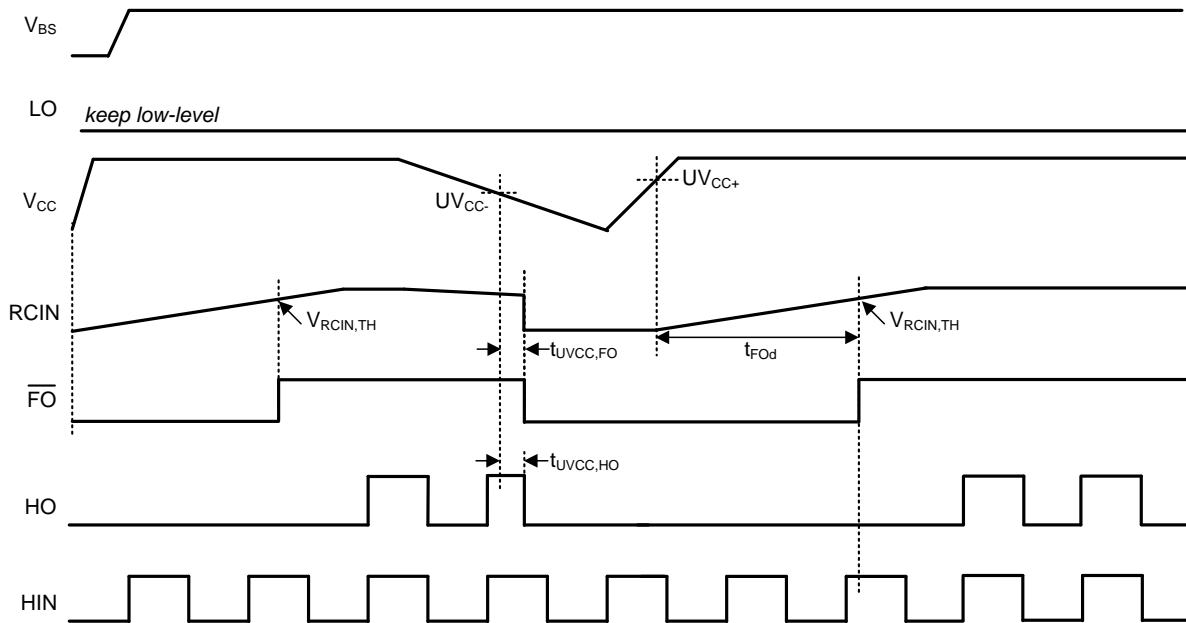 VBS
LO
keep low-level
VCC
UVCC-
UVCC+
RCIN
VRCIN,TH
VRCIN,TH
tUVCC,FO
tFOd
FO
tUVCC,HO
HO
HIN